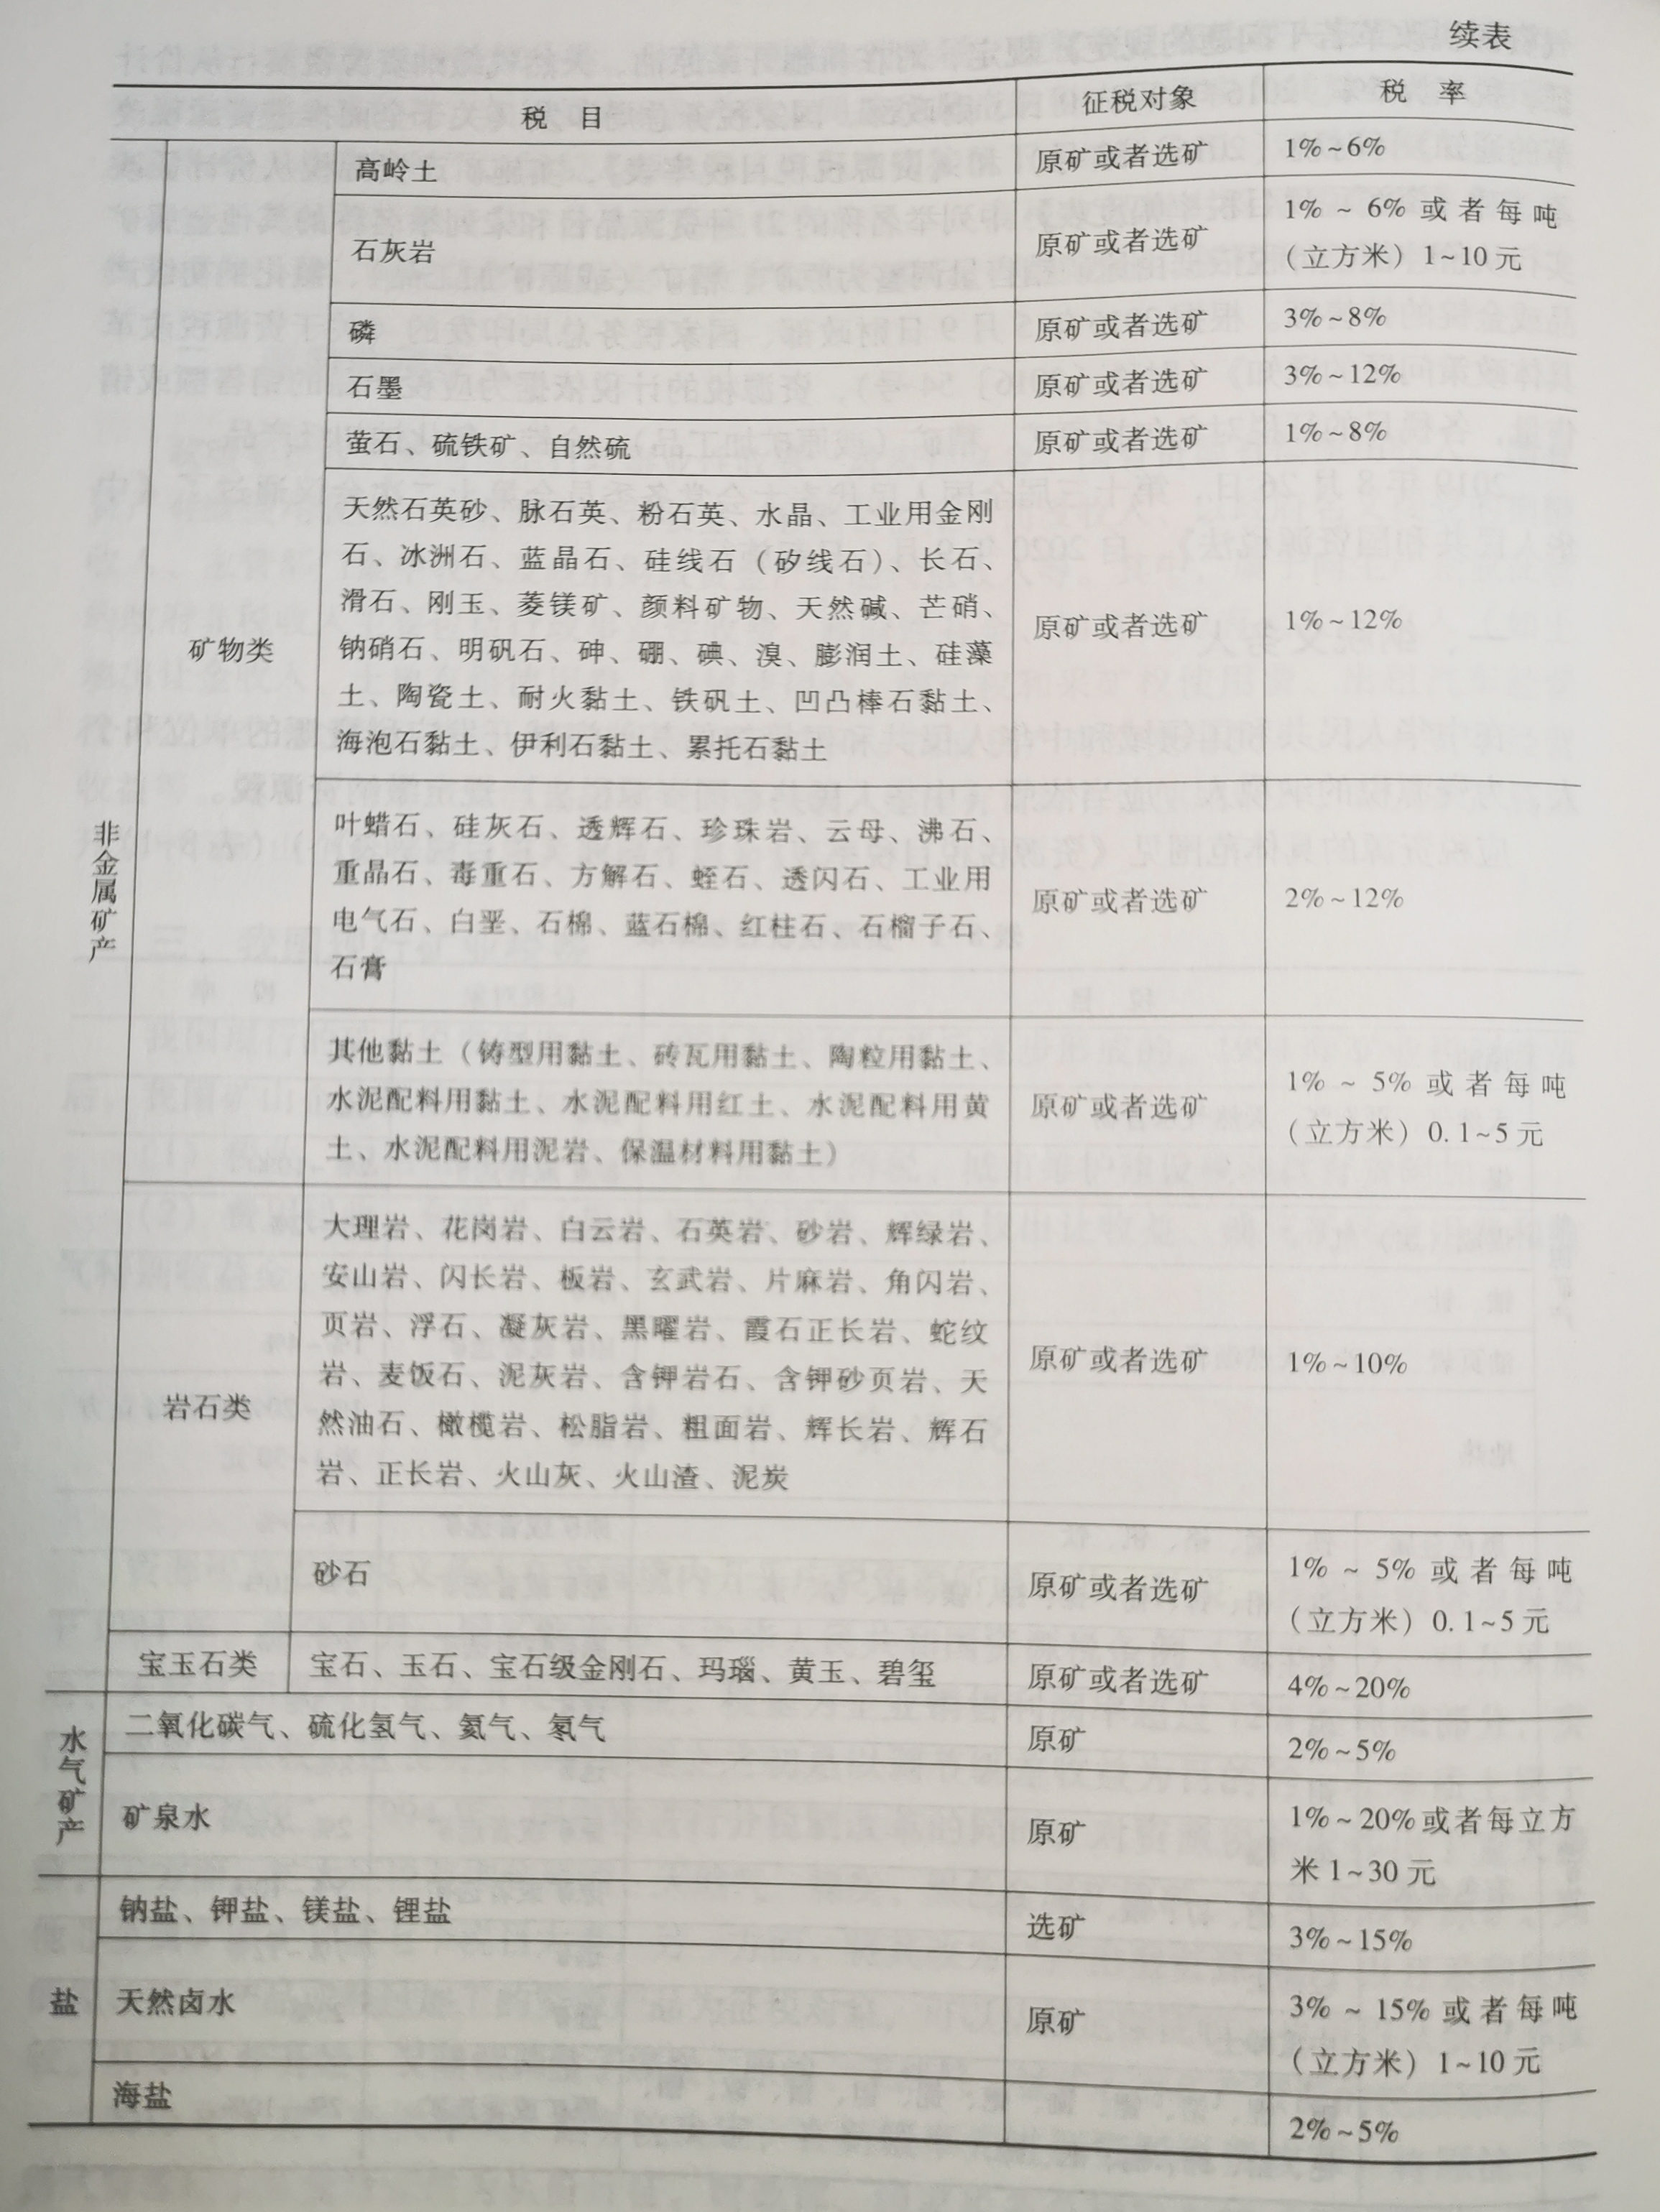 续表
税 目
征税对象
税 率
非金属矿产
矿物类
高岭土
原矿或者选矿
1%~6%
石灰岩
原矿或者选矿
1% ~ 6% 或者每吨
（立方米）1~10元
磷
原矿或者选矿
3%~8%
石墨
原矿或者选矿
3%~12%
萤石、硫铁矿、自然硫
原矿或者选矿
1%~8%
天然石英砂、脉石英、粉石英、水晶、工业用金刚
石、冰洲石、蓝晶石、硅线石（矽线石）、长石、
滑石、刚玉、菱镁矿、颜料矿物、天然碱、芒硝、
钠硝石、明矾石、砷、硼、碘、溴、膨润土、硅藻
土、陶瓷土、耐火黏土、铁矾土、凹凸棒石黏土、
海泡石黏土、伊利石黏土、累托石黏土
原矿或者选矿
1%~12%
叶蜡石、硅灰石、透辉石、珍珠岩、云母、沸石、
重晶石、毒重石、方解石、蛭石、透闪石、工业用
电气石、白垩、石棉、蓝石棉、红柱石、石榴子石、
石膏
原矿或者选矿
2%~12%
其他黏土（铸型用黏土、砖瓦用黏土、陶粒用黏土、
水泥配料用黏土、水泥配料用红土、水泥配料用黄
土、水泥配料用泥岩、保温材料用黏土）
原矿或者选矿
1% ~ 5% 或者每吨
（立方米）0.1~5元
岩石类
大理岩、花岗岩、白云岩、石英岩、砂岩、辉绿岩、
安山岩、闪长岩、板岩、玄武岩、片麻岩、角闪岩、
页岩、浮石、凝灰岩、黑曜岩、霞石正长岩、蛇纹
岩、麦饭石、泥灰岩、含钾岩石、含钾砂页岩、天
然油石、橄榄岩、松脂岩、粗面岩、辉长岩、辉石
岩、正长岩、火山灰、火山渣、泥炭
原矿或者选矿
1%~10%
砂石
原矿或者选矿
1% ~ 5% 或者每吨
（立方米）0.1~5元
宝玉石类
宝石、玉石、宝石级金刚石、玛瑙、黄玉、碧玺
原矿或者选矿
4%~20%
水气矿产
二氧化碳气、硫化氢气、氦气、氡气
原矿
2%~5%
矿泉水
原矿
1%~20%或者每立方
米1~30元
盐
钠盐、钾盐、镁盐、锂盐
选矿
3%~15%
天然卤水
原矿
3% ~ 15% 或者每吨
（立方米）1~10元
海盐
2%~5%